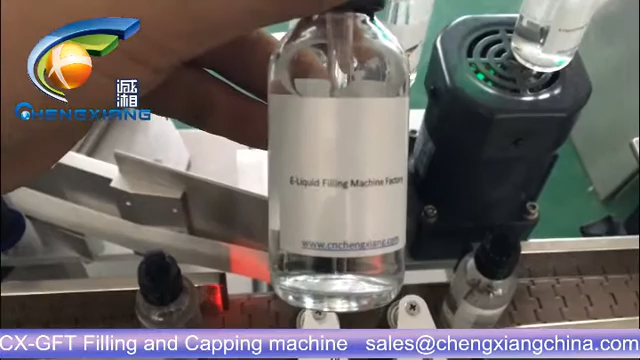 诚湘
CHENGXIANG
E-Liquid Filling Machine Factory
www.cnchengxiang.com
CX-GFT Filling and Capping machine sales@chengxiangchina.com